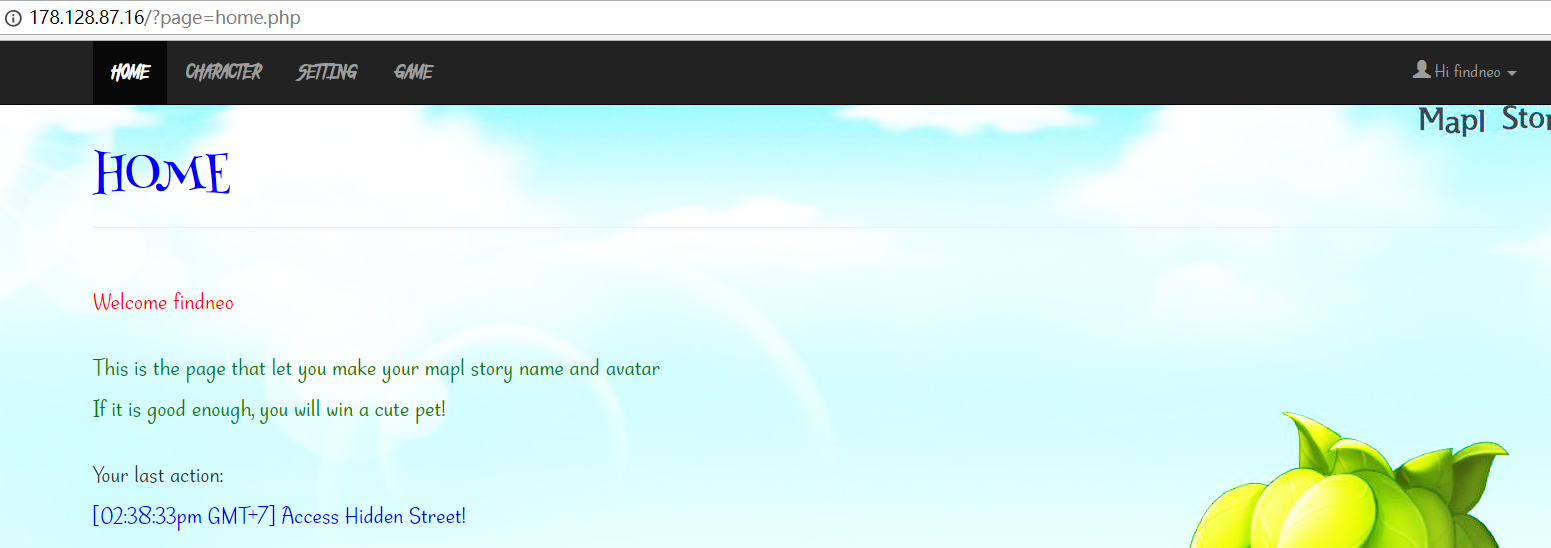 178.128.87.16/?page=home.php
HOME CHARACTER SETTING GAME Hi findneo
Mapl Stor
HOME
Welcome findneo
This is the page that let you make your mapl story name and avatar
If it is good enough, you will win a cute pet!
Your last action:
[02:38:33pm GMT+7] Access Hidden Street!